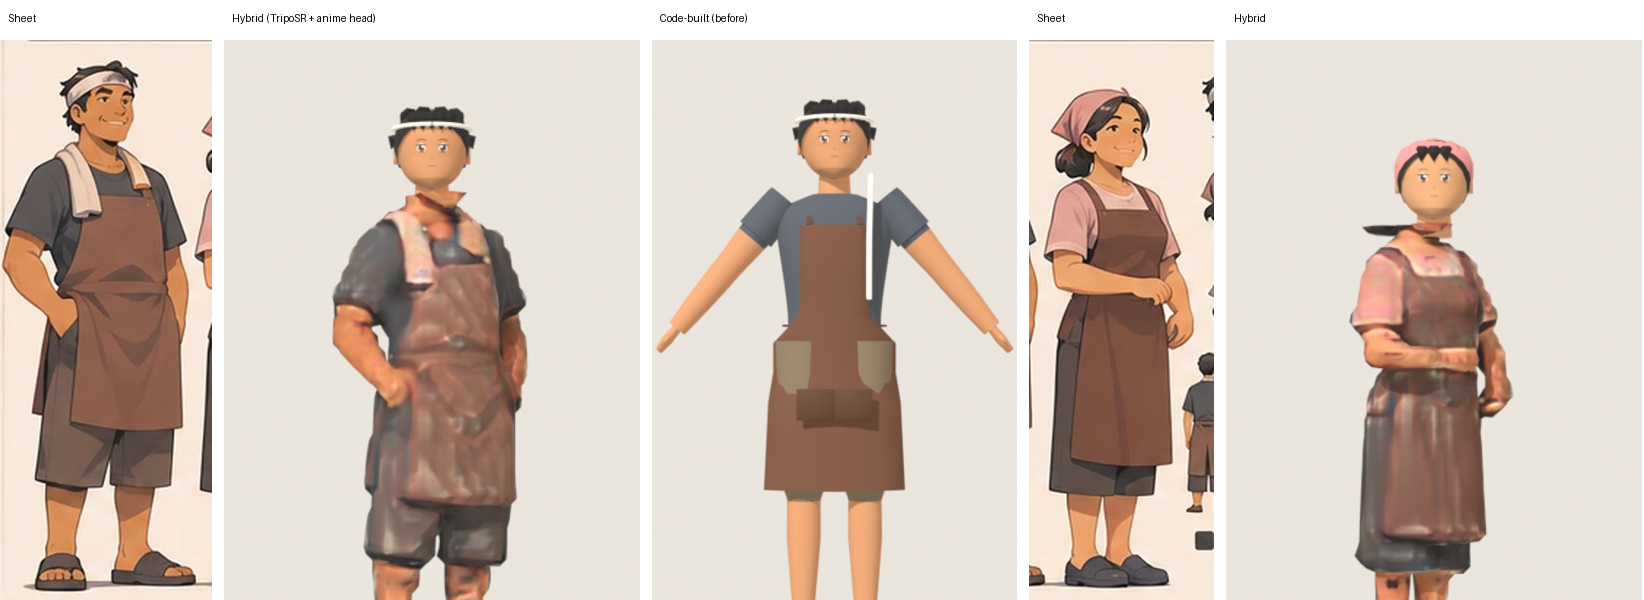 Sheet
Hybrid (TripoSR + anime head)
Code-built (before)
Sheet
Hybrid